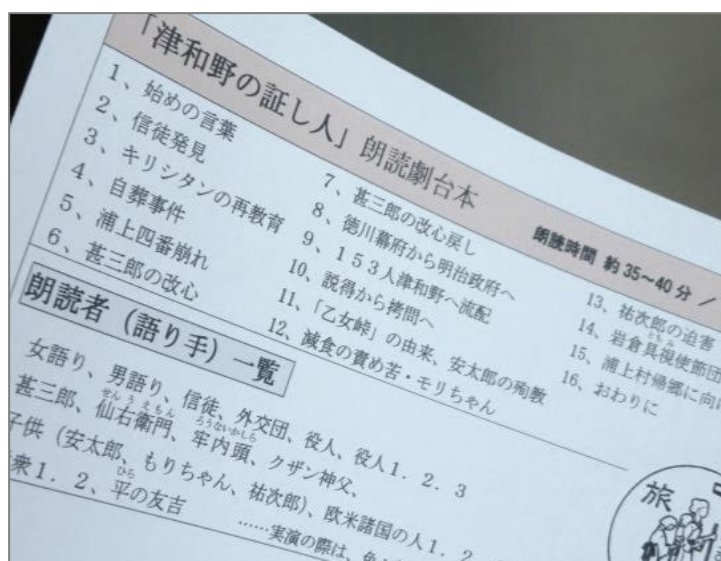 「津和野の証し人」朗読劇台本
朗読時間 約35～40分 /
1、始めの言葉
2、信徒発見
3、キリシタンの再教育
4、自葬事件
5、浦上四番崩れ
6、甚三郎の改心
7、甚三郎の改心戻し
8、徳川幕府から明治政府へ
9、153人津和野へ流配
10、説得から拷問へ
11、「乙女峠」の由来、安太郎の殉教
12、減食の責め苦・モリちゃん
13、祐次郎の迫害
14、岩倉具視使節団
15、浦上村帰郷に向け
16、おわりに
朗読者（語り手）一覧
女語り、男語り、信徒、外交団、役人、役人1．2．3
甚三郎、仙右衛門、牢内頭、クザン神父、
子供（安太郎、もりちゃん、祐次郎）、欧米諸国の人1．2
衆1．2、平の友吉
……実演の際は、
旅